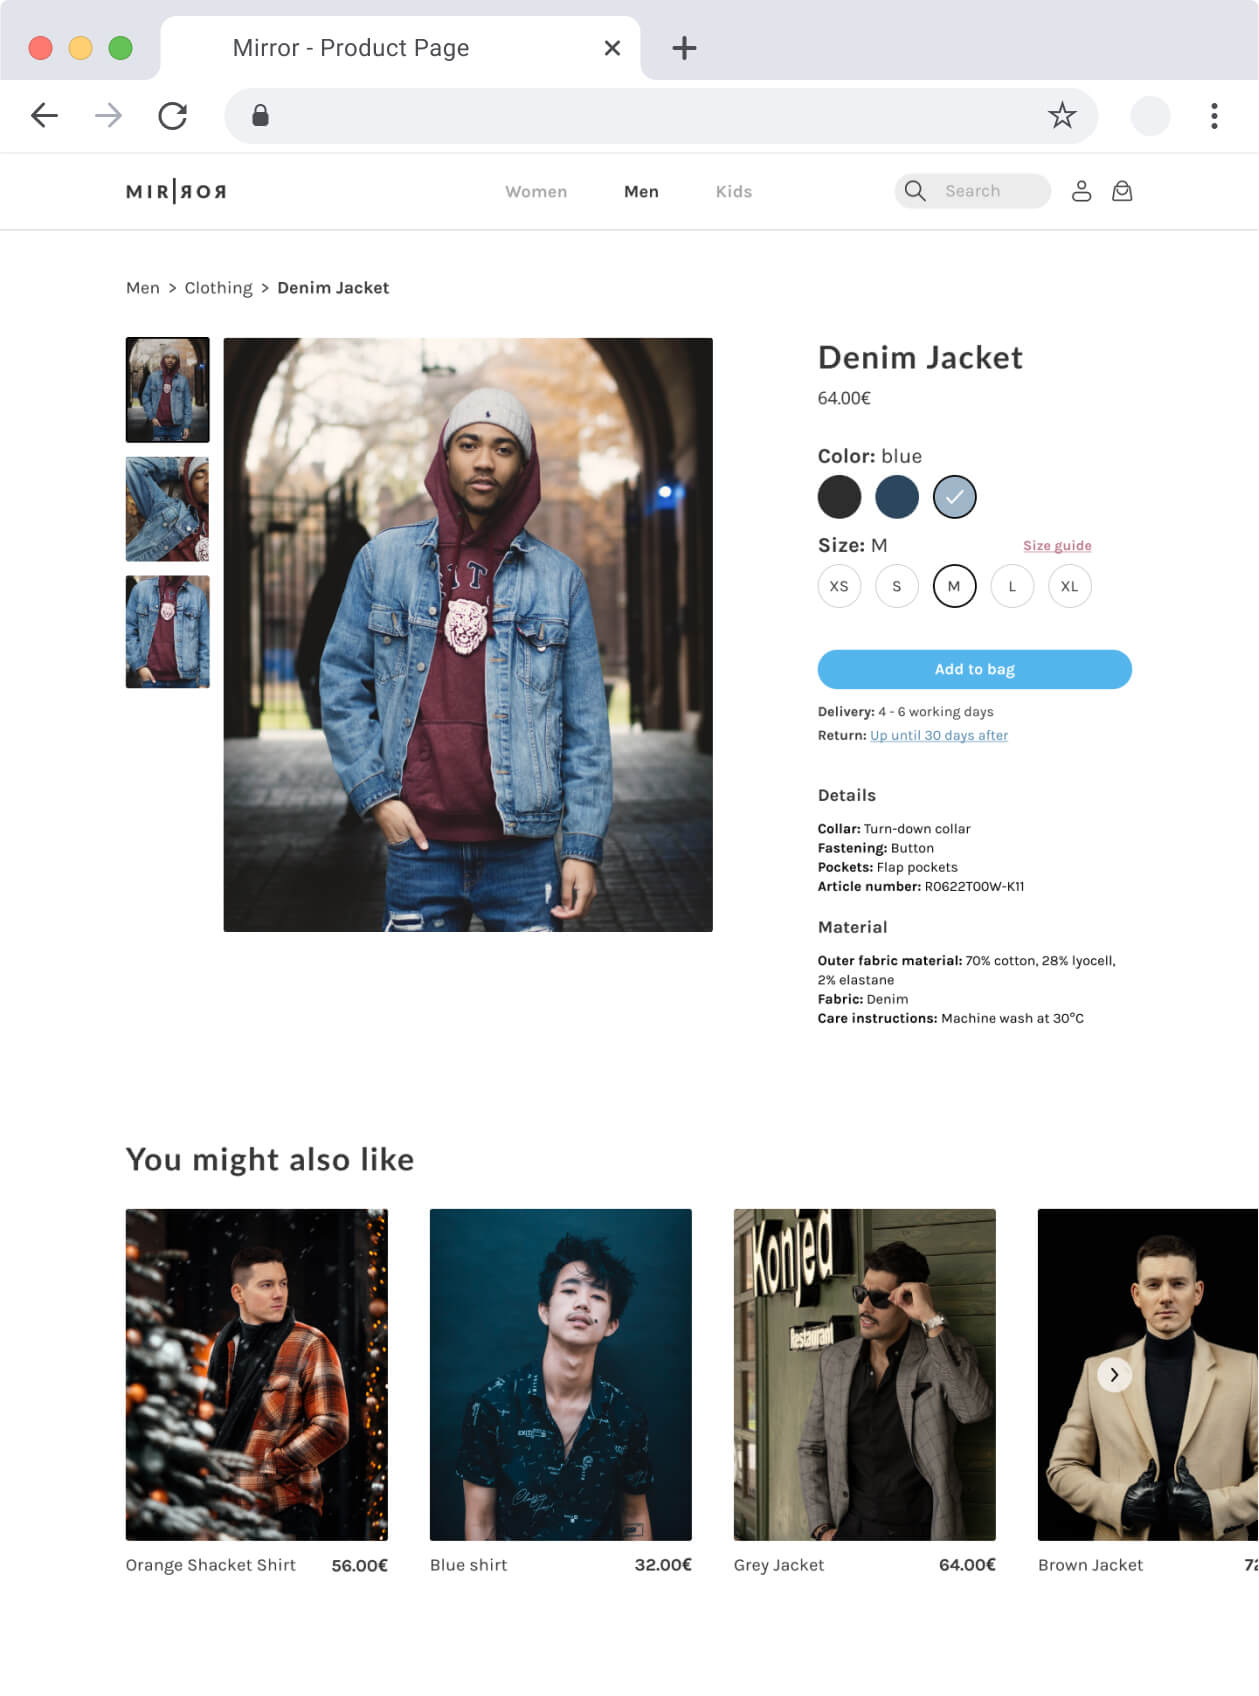 Mirror - Product Page
MIR|ЯOЯ
Women
Men
Kids
Search
Men > Clothing > Denim Jacket
Denim Jacket
64.00€
Color: blue
Size: M
Size guide
XS
S
M
L
XL
Add to bag
Delivery: 4 - 6 working days
Return: Up until 30 days after
Details
Collar: Turn-down collar
Fastening: Button
Pockets: Flap pockets
Article number: R0622T00W-K11
Material
Outer fabric material: 70% cotton, 28% lyocell,
2% elastane
Fabric: Denim
Care instructions: Machine wash at 30°C
You might also like
Konjed
Restaurant
Orange Shacket Shirt
56.00€
Blue shirt
32.00€
Grey Jacket
64.00€
Brown Jacket